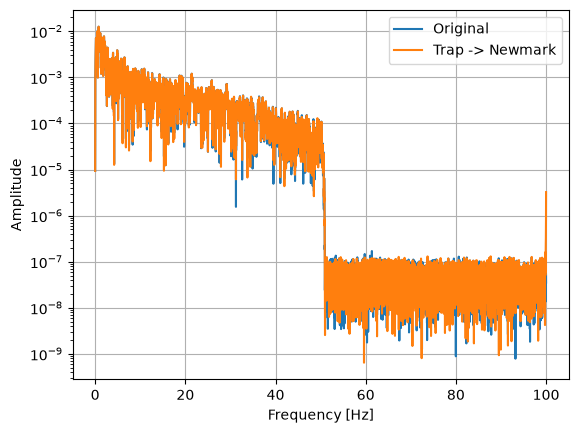 Original
Trap -> Newmark
10⁻²
10⁻³
10⁻⁴
10⁻⁵
10⁻⁶
10⁻⁷
10⁻⁸
10⁻⁹
Amplitude
0 20 40 60 80 100
Frequency [Hz]